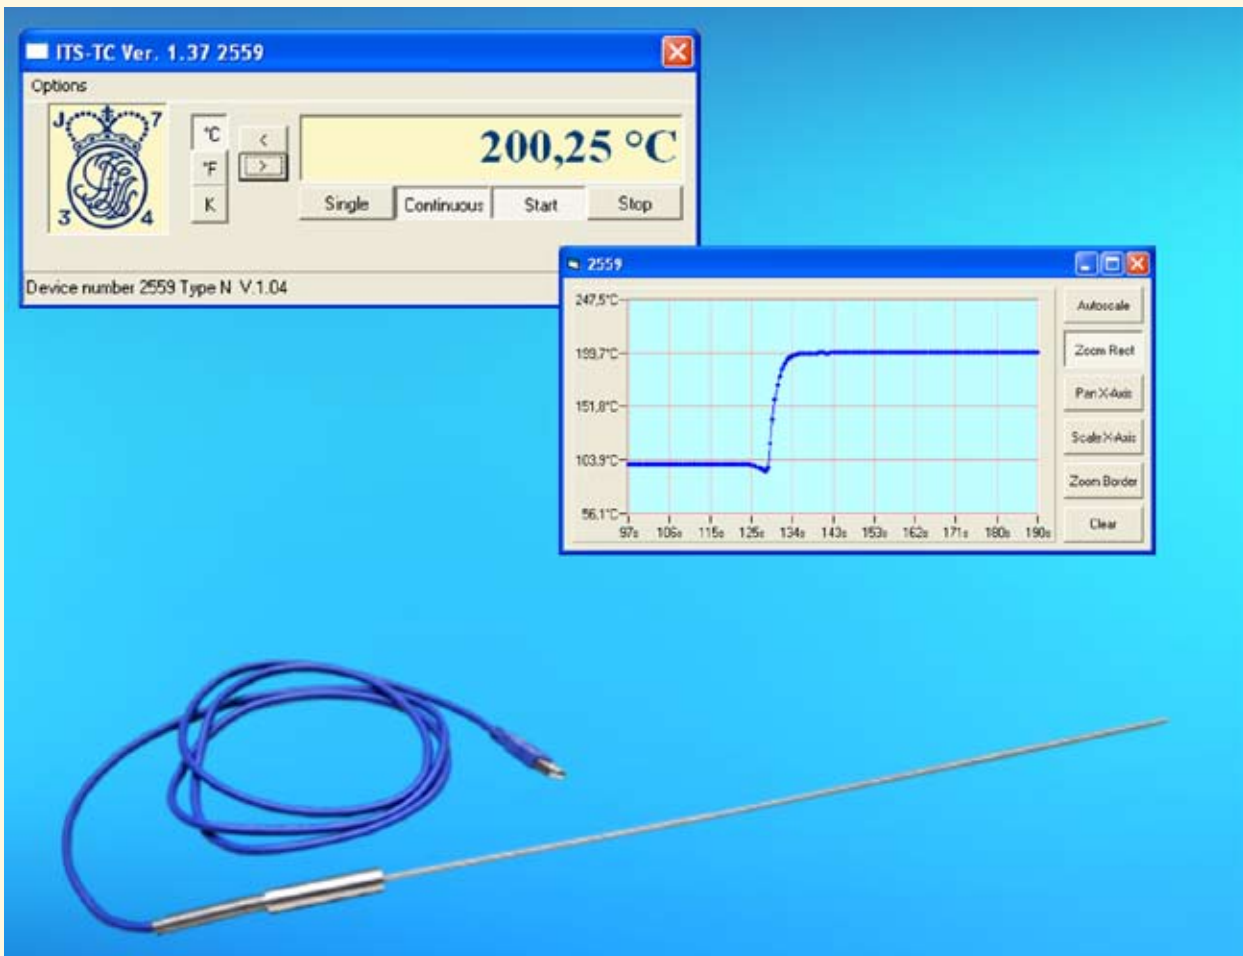 ITS-TC Ver. 1.37 2559
Options
J 7
3 4
°C
°F
K
<
>
200,25 °C
Single Continuous Start Stop
Device number 2559 Type N V.1.04
2559
247,5°C
199,7°C
151,8°C
103,9°C
56,1°C
97s 106s 115s 125s 134s 143s 153s 162s 171s 180s 190s
Autoscale
Zoom Rect
Pan X-Axis
Scale X-Axis
Zoom Border
Clear